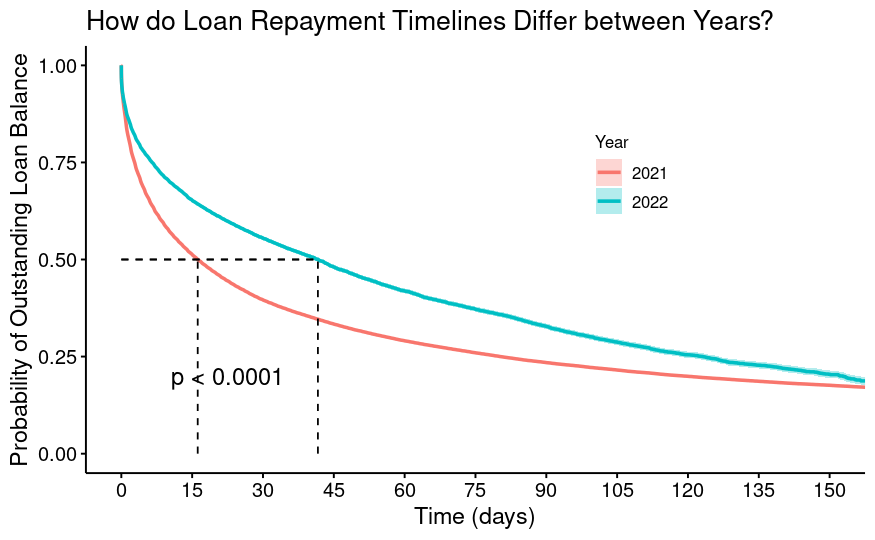 How do Loan Repayment Timelines Differ between Years?
Probability of Outstanding Loan Balance
1.00
0.75
0.50
0.25
0.00
Year
2021
2022
p < 0.0001
0 15 30 45 60 75 90 105 120 135 150
Time (days)